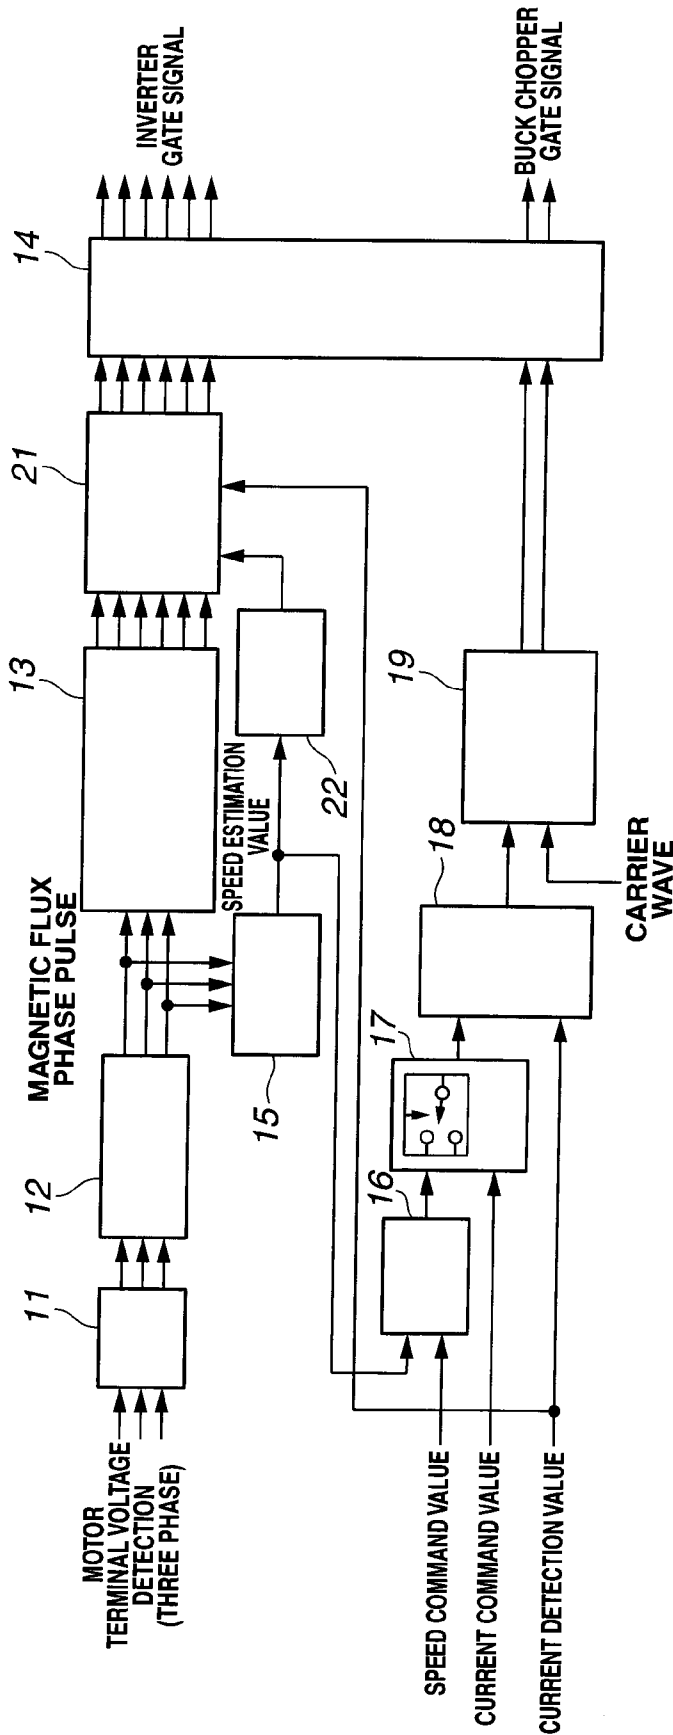 MOTOR
TERMINAL VOLTAGE
DETECTION
(THREE PHASE)
11
12
MAGNETIC FLUX
PHASE PULSE
13
21
14
INVERTER
GATE SIGNAL
15
SPEED ESTIMATION
VALUE
22
SPEED COMMAND VALUE
CURRENT COMMAND VALUE
CURRENT DETECTION VALUE
16
17
18
19
CARRIER
WAVE
BUCK CHOPPER
GATE SIGNAL